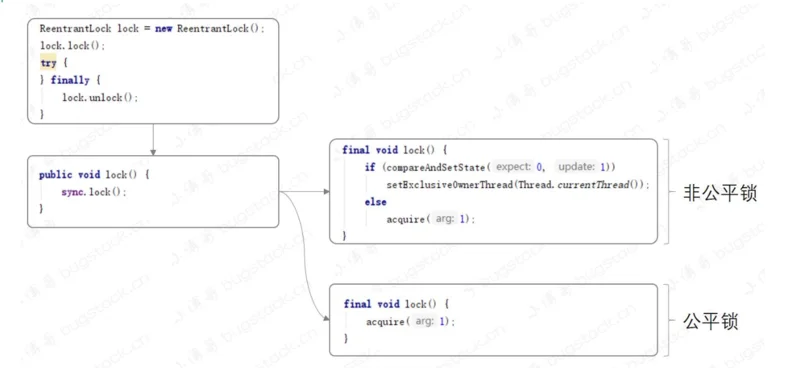 ReentrantLock lock = new ReentrantLock();
lock.lock();
try {
} finally {
lock.unlock();
}
public void lock() {
sync.lock();
}
final void lock() {
if (compareAndSetState( expect: 0, update: 1))
setExclusiveOwnerThread(Thread.currentThread());
else
acquire( arg: 1);
}
非公平锁
final void lock() {
acquire( arg: 1);
}
公平锁
小傅哥 bugstack.cn